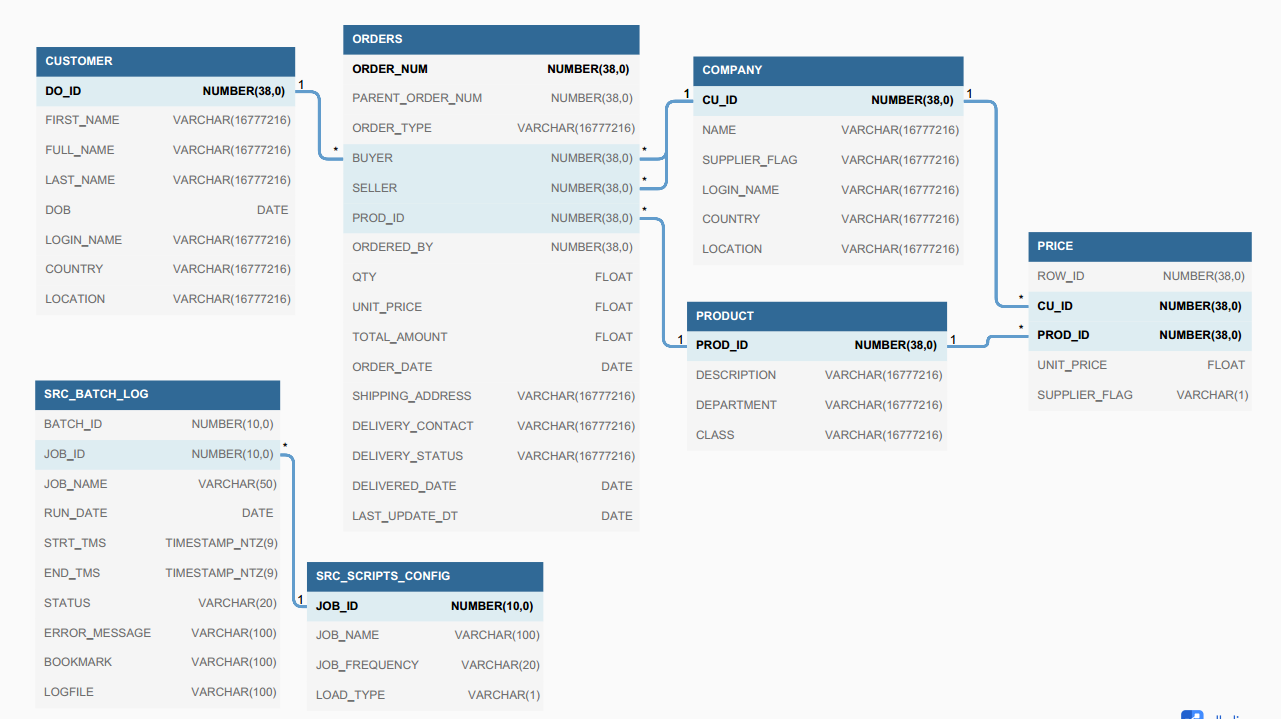 CUSTOMER
DO_ID NUMBER(38,0)
FIRST_NAME VARCHAR(16777216)
FULL_NAME VARCHAR(16777216)
LAST_NAME VARCHAR(16777216)
DOB DATE
LOGIN_NAME VARCHAR(16777216)
COUNTRY VARCHAR(16777216)
LOCATION VARCHAR(16777216)
1
*
ORDERS
ORDER_NUM NUMBER(38,0)
PARENT_ORDER_NUM NUMBER(38,0)
ORDER_TYPE VARCHAR(16777216)
BUYER NUMBER(38,0)
SELLER NUMBER(38,0)
PROD_ID NUMBER(38,0)
ORDERED_BY NUMBER(38,0)
QTY FLOAT
UNIT_PRICE FLOAT
TOTAL_AMOUNT FLOAT
ORDER_DATE DATE
SHIPPING_ADDRESS VARCHAR(16777216)
DELIVERY_CONTACT VARCHAR(16777216)
DELIVERY_STATUS VARCHAR(16777216)
DELIVERED_DATE DATE
LAST_UPDATE_DT DATE
*
*
*
1
COMPANY
CU_ID NUMBER(38,0)
NAME VARCHAR(16777216)
SUPPLIER_FLAG VARCHAR(16777216)
LOGIN_NAME VARCHAR(16777216)
COUNTRY VARCHAR(16777216)
LOCATION VARCHAR(16777216)
1
1
PRODUCT
PROD_ID NUMBER(38,0)
DESCRIPTION VARCHAR(16777216)
DEPARTMENT VARCHAR(16777216)
CLASS VARCHAR(16777216)
1
*
*
PRICE
ROW_ID NUMBER(38,0)
CU_ID NUMBER(38,0)
PROD_ID NUMBER(38,0)
UNIT_PRICE FLOAT
SUPPLIER_FLAG VARCHAR(1)
SRC_BATCH_LOG
BATCH_ID NUMBER(10,0)
JOB_ID NUMBER(10,0)
JOB_NAME VARCHAR(50)
RUN_DATE DATE
STRT_TMS TIMESTAMP_NTZ(9)
END_TMS TIMESTAMP_NTZ(9)
STATUS VARCHAR(20)
ERROR_MESSAGE VARCHAR(100)
BOOKMARK VARCHAR(100)
LOGFILE VARCHAR(100)
*
1
SRC_SCRIPTS_CONFIG
JOB_ID NUMBER(10,0)
JOB_NAME VARCHAR(100)
JOB_FREQUENCY VARCHAR(20)
LOAD_TYPE VARCHAR(1)